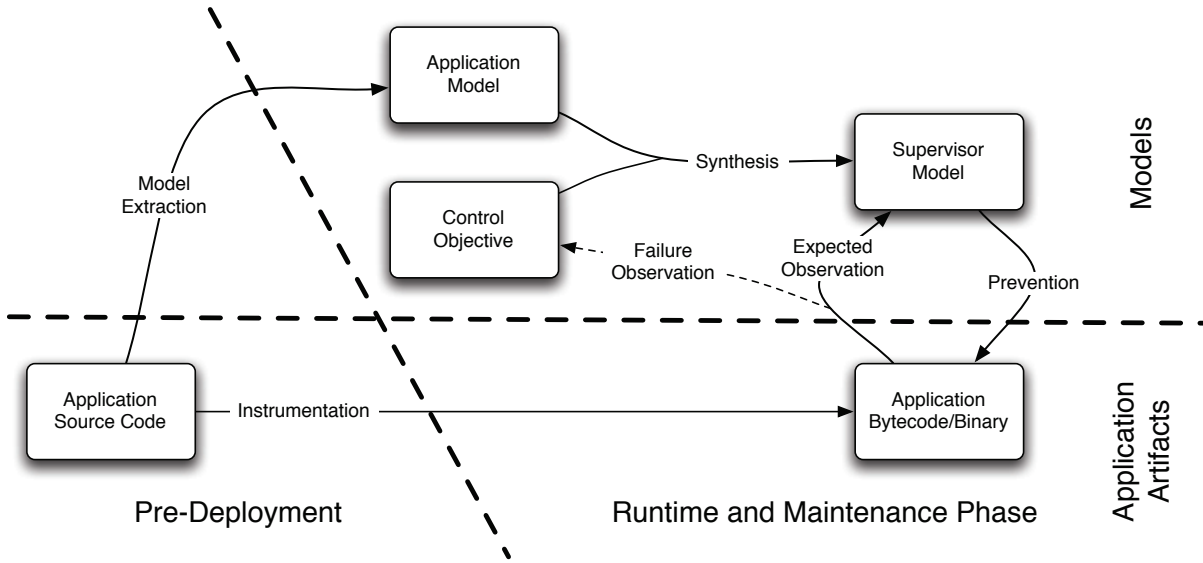 Application
Model
Model
Extraction
Control
Objective
Synthesis
Supervisor
Model
Models
Failure
Observation
Expected
Observation
Prevention
Application
Source Code
Instrumentation
Application
Bytecode/Binary
Application
Artifacts
Pre-Deployment
Runtime and Maintenance Phase